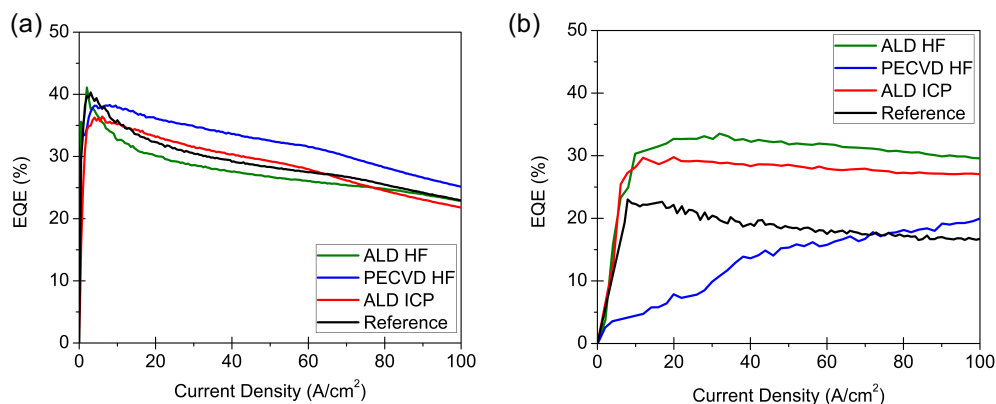 (a)
50
40
30
20
10
0
EQE (%)
0 20 40 60 80 100
Current Density (A/cm²)
ALD HF
PECVD HF
ALD ICP
Reference
(b)
50
40
30
20
10
0
EQE (%)
0 20 40 60 80 100
Current Density (A/cm²)
ALD HF
PECVD HF
ALD ICP
Reference